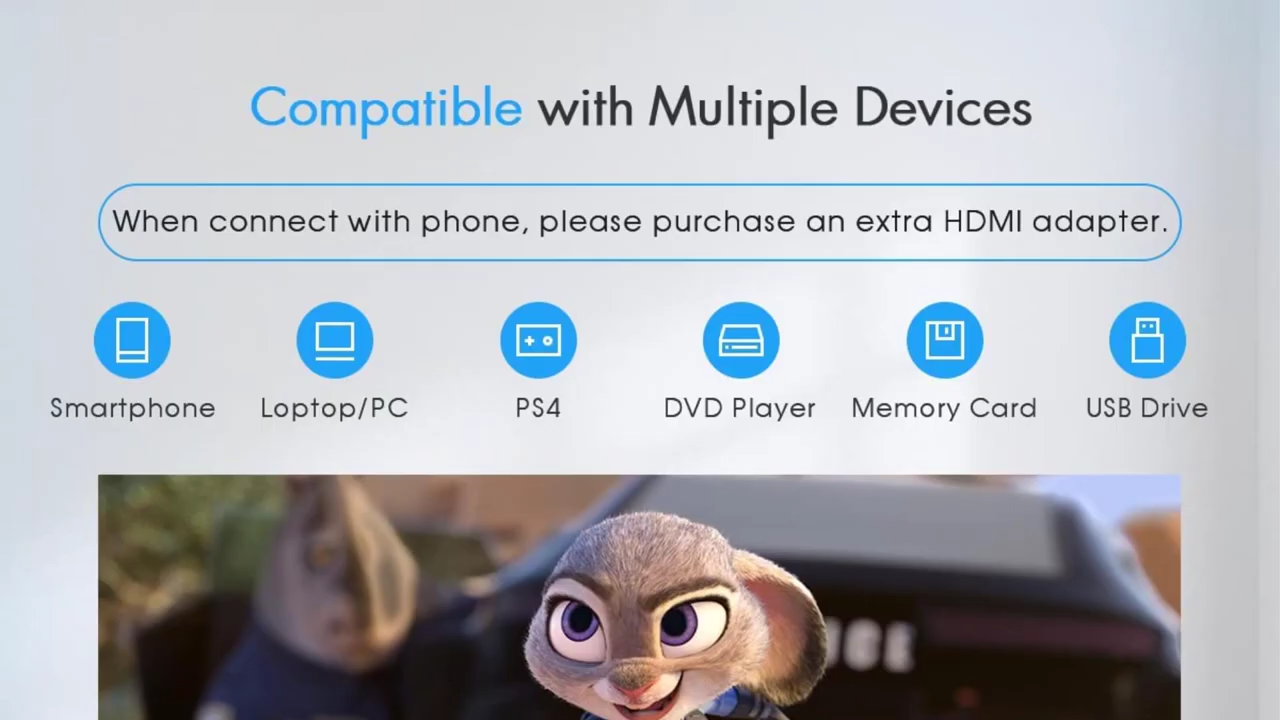 Compatible with Multiple Devices
When connect with phone, please purchase an extra HDMI adapter.
Smartphone
Loptop/PC
PS4
DVD Player
Memory Card
USB Drive